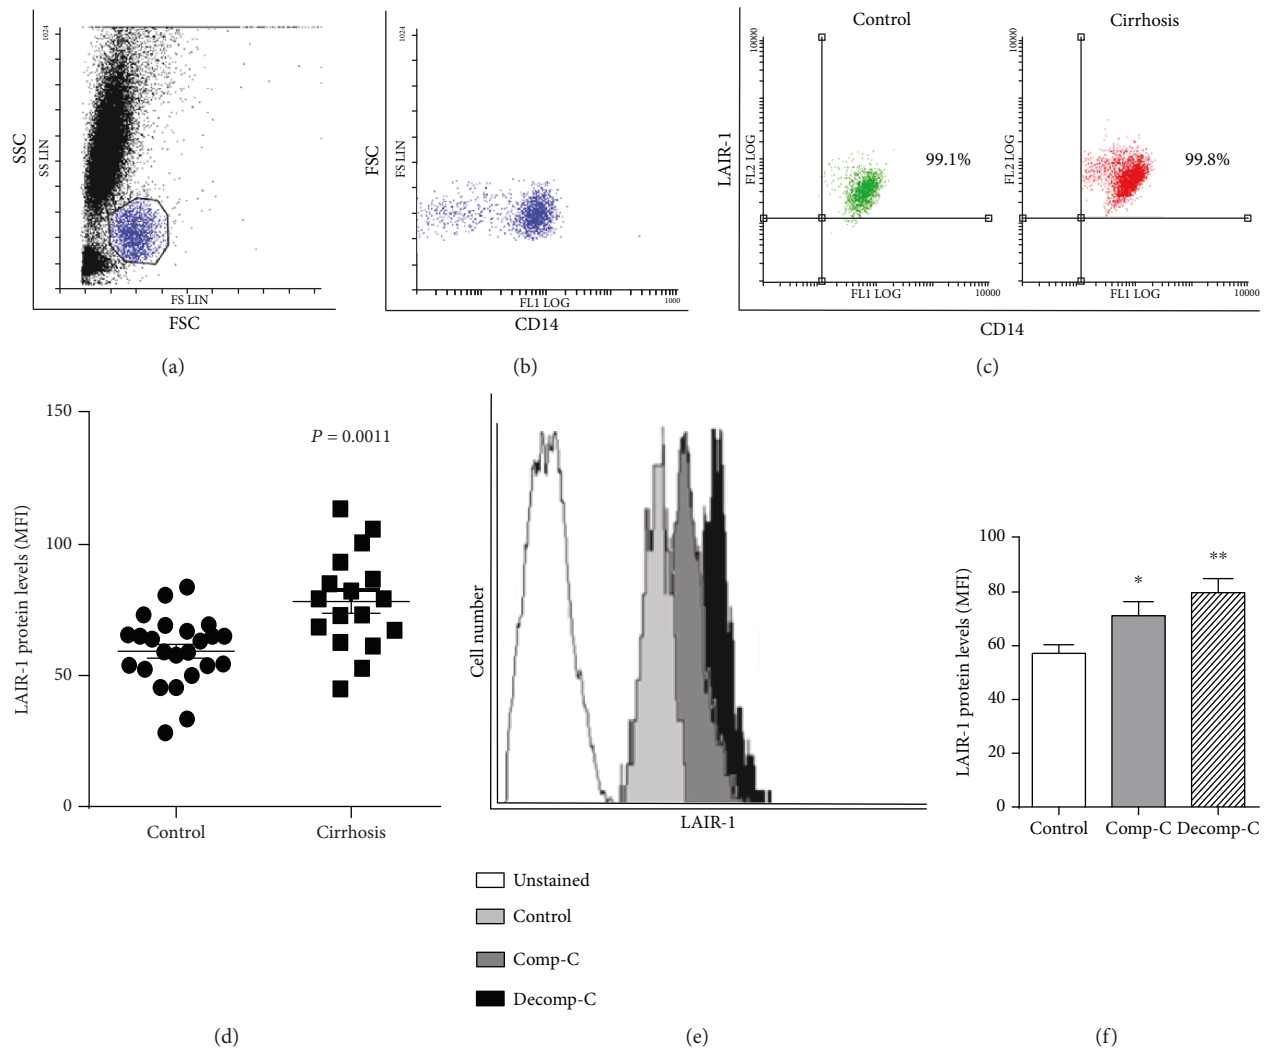 SSC
SS LIN
1024
FS LIN
FSC
(a)
FSC
FS LIN
1024
FL1 LOG
1000
CD14
(b)
Control
Cirrhosis
LAIR-1
FL2 LOG
10000
99.1%
FL1 LOG
10000
FL2 LOG
10000
99.8%
FL1 LOG
10000
CD14
(c)
LAIR-1 protein levels (MFI)
150
100
50
0
P = 0.0011
Control
Cirrhosis
(d)
Cell number
LAIR-1
Unstained
Control
Comp-C
Decomp-C
(e)
LAIR-1 protein levels (MFI)
100
80
60
40
20
0
*
**
Control
Comp-C
Decomp-C
(f)